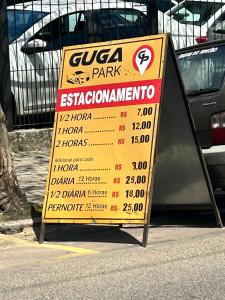 GUGA
PARK
GP
ESTACIONAMENTO
1/2 HORA ............ R$ 7,00
1 HORA ............ R$ 12,00
2 HORAS ......... R$ 15,00
Adicional para cada
1 HORA ............ R$ 3,00
DIÁRIA 12 Horas R$ 25,00
1/2 DIÁRIA 6 Horas R$ 18,00
PERNOITE 12 Horas R$ 25,00